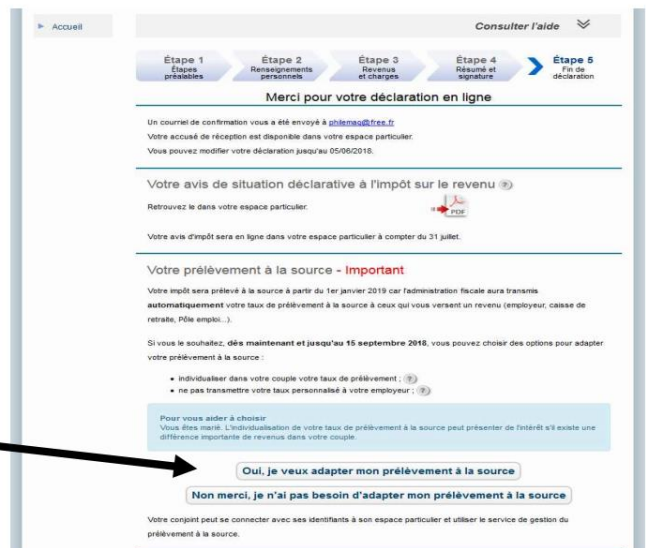 Accueil
Consulter l'aide
Étape 1
Étapes
préalables
Étape 2
Renseignements
personnels
Étape 3
Revenus
et charges
Étape 4
Résumé et
signature
Étape 5
Fin de
déclaration
Merci pour votre déclaration en ligne
Un courriel de confirmation vous a été envoyé à philemaq@free.fr
Votre accusé de réception est disponible dans votre espace particulier.
Vous pouvez modifier votre déclaration jusqu'au 05/06/2018.
Votre avis de situation déclarative à l'impôt sur le revenu ?
Retrouvez le dans votre espace particulier.
PDF
Votre avis d'impôt sera en ligne dans votre espace particulier à compter du 31 juillet.
Votre prélèvement à la source - Important
Votre impôt sera prélevé à la source à partir du 1er janvier 2019 car l'administration fiscale aura transmis
automatiquement votre taux de prélèvement à la source à ceux qui vous versent un revenu (employeur, caisse de
retraite, Pôle emploi...).
Si vous le souhaitez, dès maintenant et jusqu'au 15 septembre 2018, vous pouvez choisir des options pour adapter
votre prélèvement à la source :
• individualiser dans votre couple votre taux de prélèvement ; ?
• ne pas transmettre votre taux personnalisé à votre employeur ; ?
Pour vous aider à choisir
Vous êtes marié. L'individualisation de votre taux de prélèvement à la source peut présenter de l'intérêt s'il existe une
différence importante de revenus dans votre couple.
Oui, je veux adapter mon prélèvement à la source
Non merci, je n'ai pas besoin d'adapter mon prélèvement à la source
Votre conjoint peut se connecter avec ses identifiants à son espace particulier et utiliser le service de gestion du
prélèvement à la source.